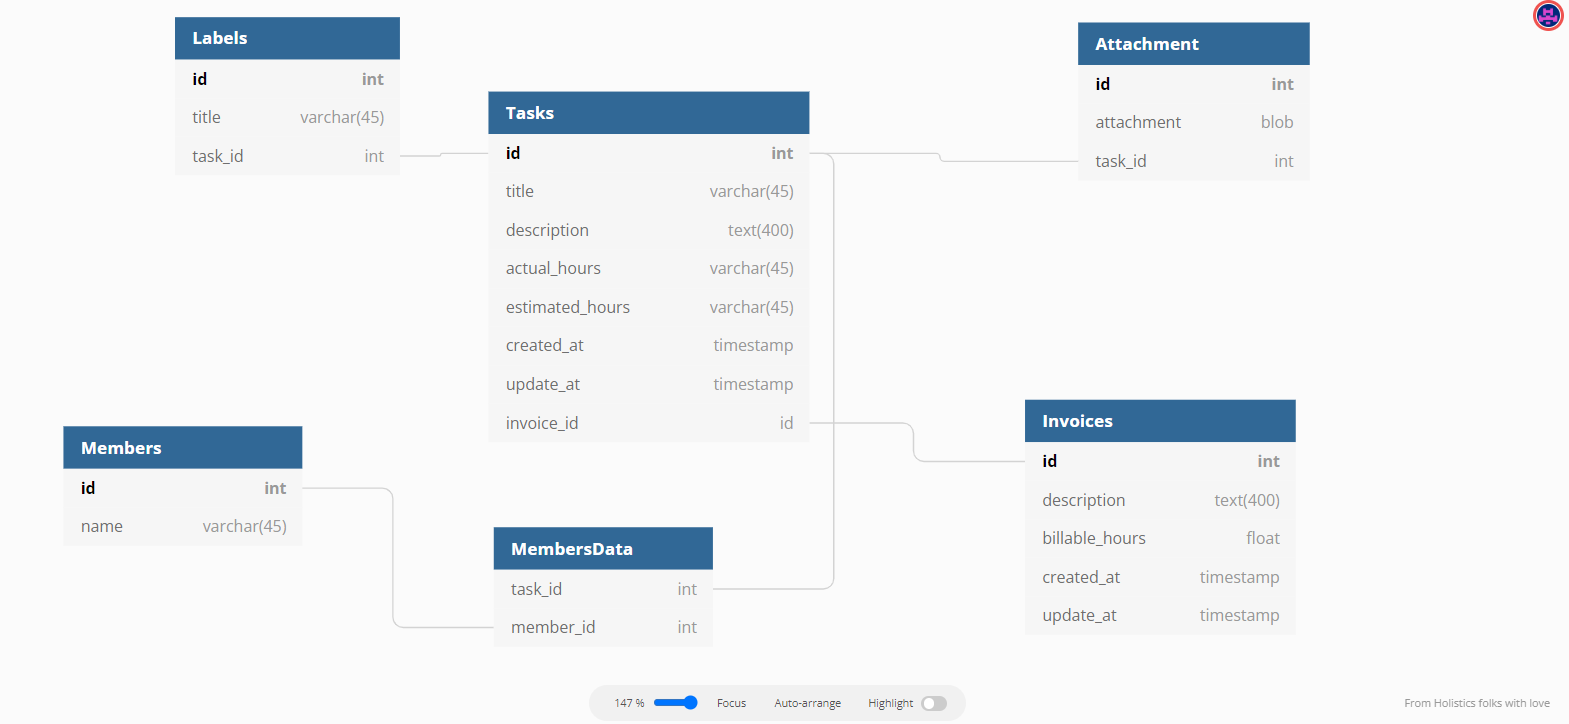 Labels
id int
title varchar(45)
task_id int
Tasks
id int
title varchar(45)
description text(400)
actual_hours varchar(45)
estimated_hours varchar(45)
created_at timestamp
update_at timestamp
invoice_id id
Attachment
id int
attachment blob
task_id int
Members
id int
name varchar(45)
MembersData
task_id int
member_id int
Invoices
id int
description text(400)
billable_hours float
created_at timestamp
update_at timestamp
147 % Focus Auto-arrange Highlight
From Holistics folks with love